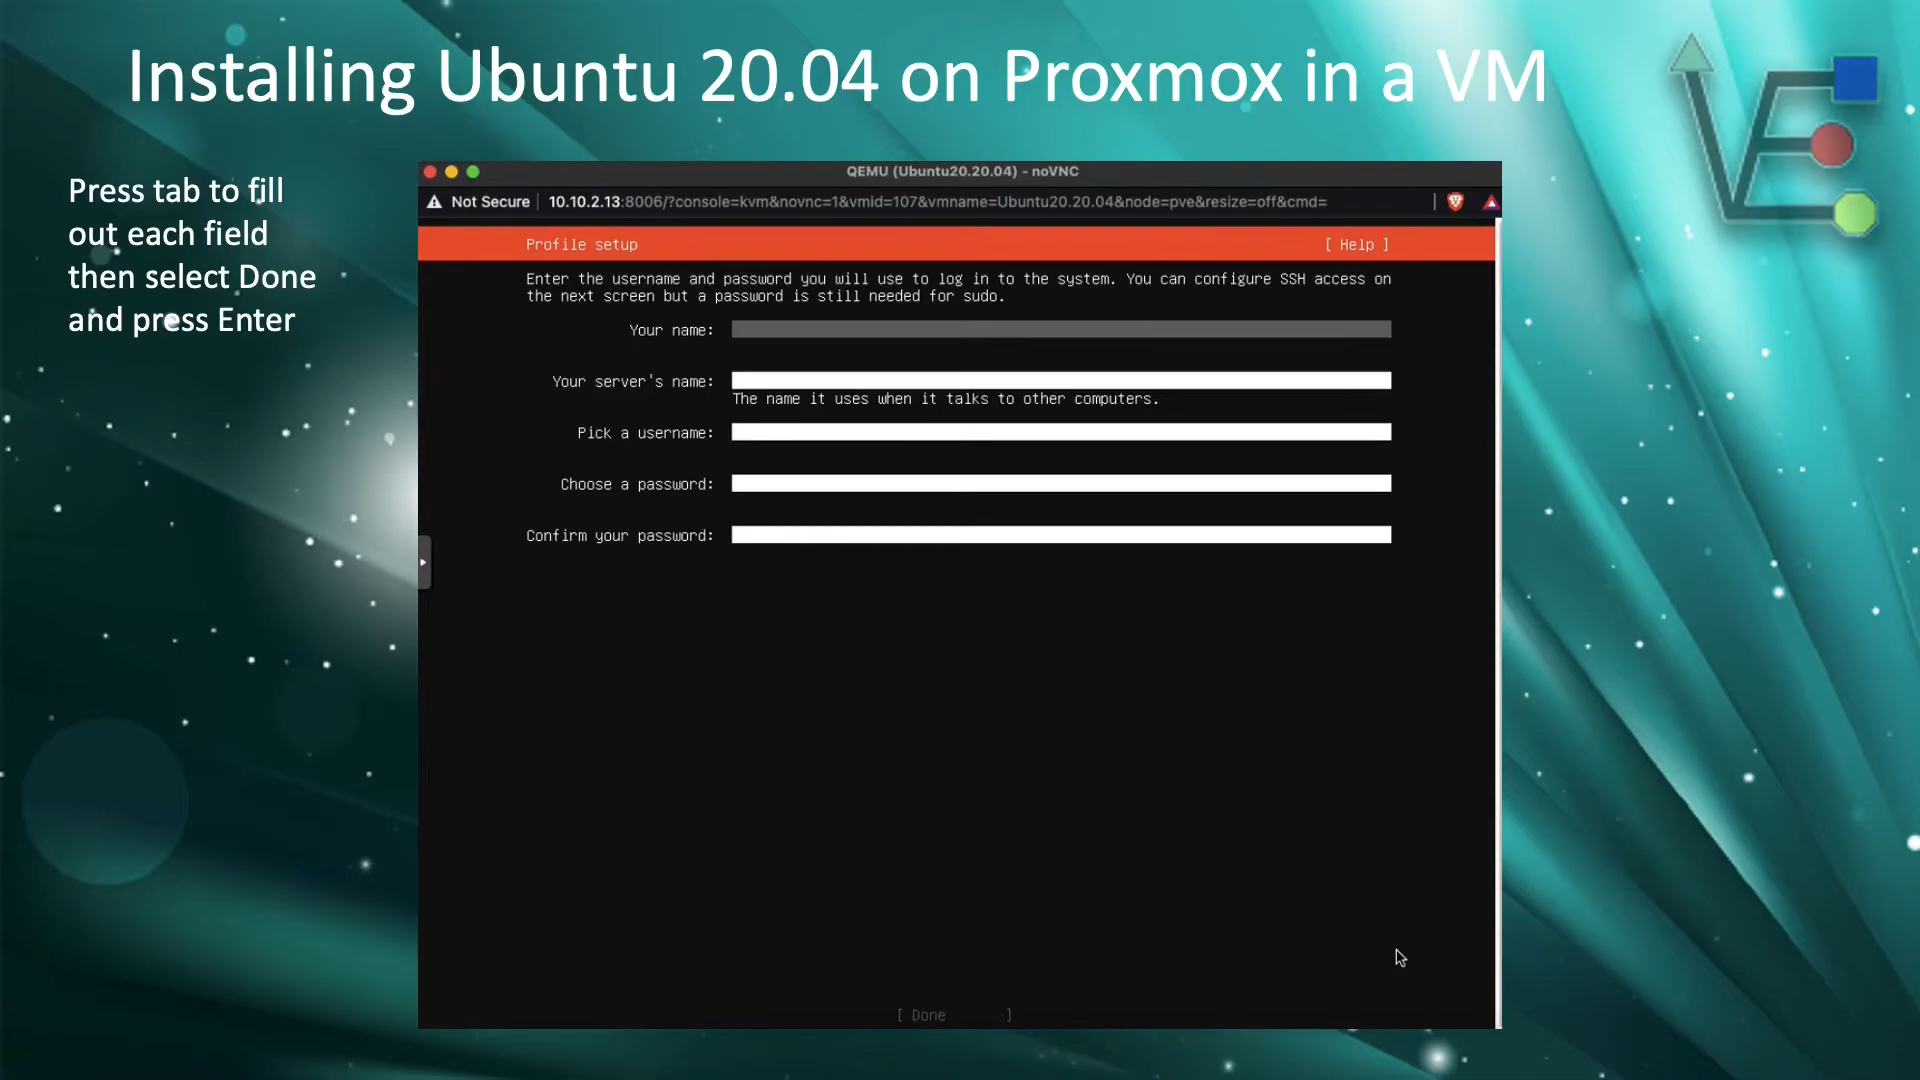 Installing Ubuntu 20.04 on Proxmox in a VM
Press tab to fill
out each field
then select Done
and press Enter
QEMU (Ubuntu20.20.04) - noVNC
Not Secure | 10.10.2.13:8006/?console=kvm&novnc=1&vmid=107&vmname=Ubuntu20.20.04&node=pve&resize=off&cmd=
Profile setup [ Help ]
Enter the username and password you will use to log in to the system. You can configure SSH access on
the next screen but a password is still needed for sudo.
Your name:
Your server's name:
The name it uses when it talks to other computers.
Pick a username:
Choose a password:
Confirm your password:
[ Done ]